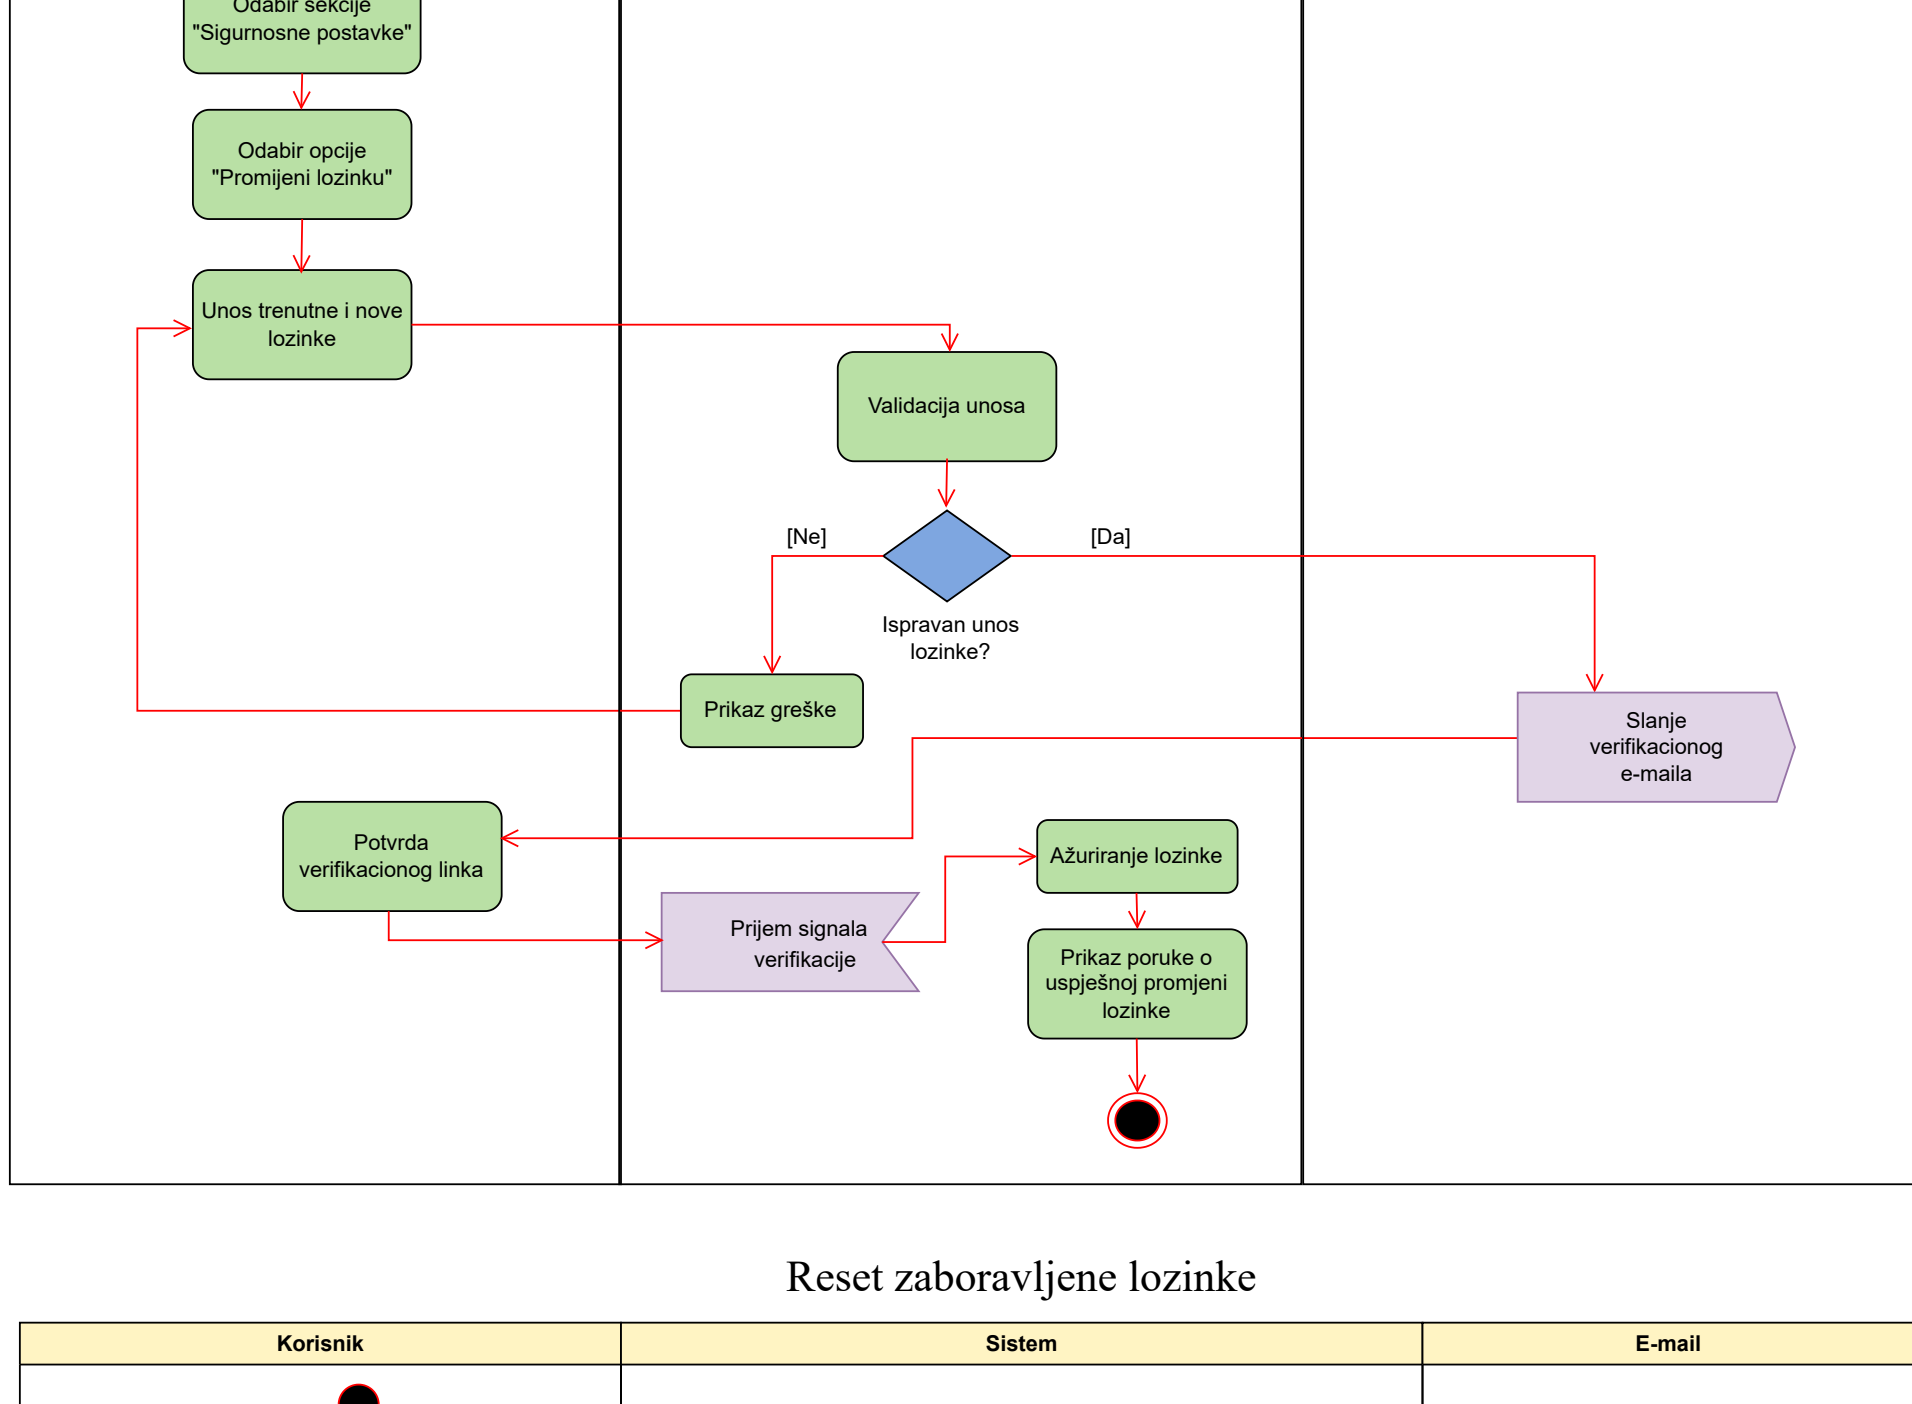 Odabir sekcije
"Sigurnosne postavke"
Odabir opcije
"Promijeni lozinku"
Unos trenutne i nove
lozinke
Validacija unosa
[Ne]
[Da]
Ispravan unos
lozinke?
Prikaz greške
Slanje
verifikacionog
e-maila
Potvrda
verifikacionog linka
Ažuriranje lozinke
Prijem signala
verifikacije
Prikaz poruke o
uspješnoj promjeni
lozinke
Reset zaboravljene lozinke
Korisnik
Sistem
E-mail